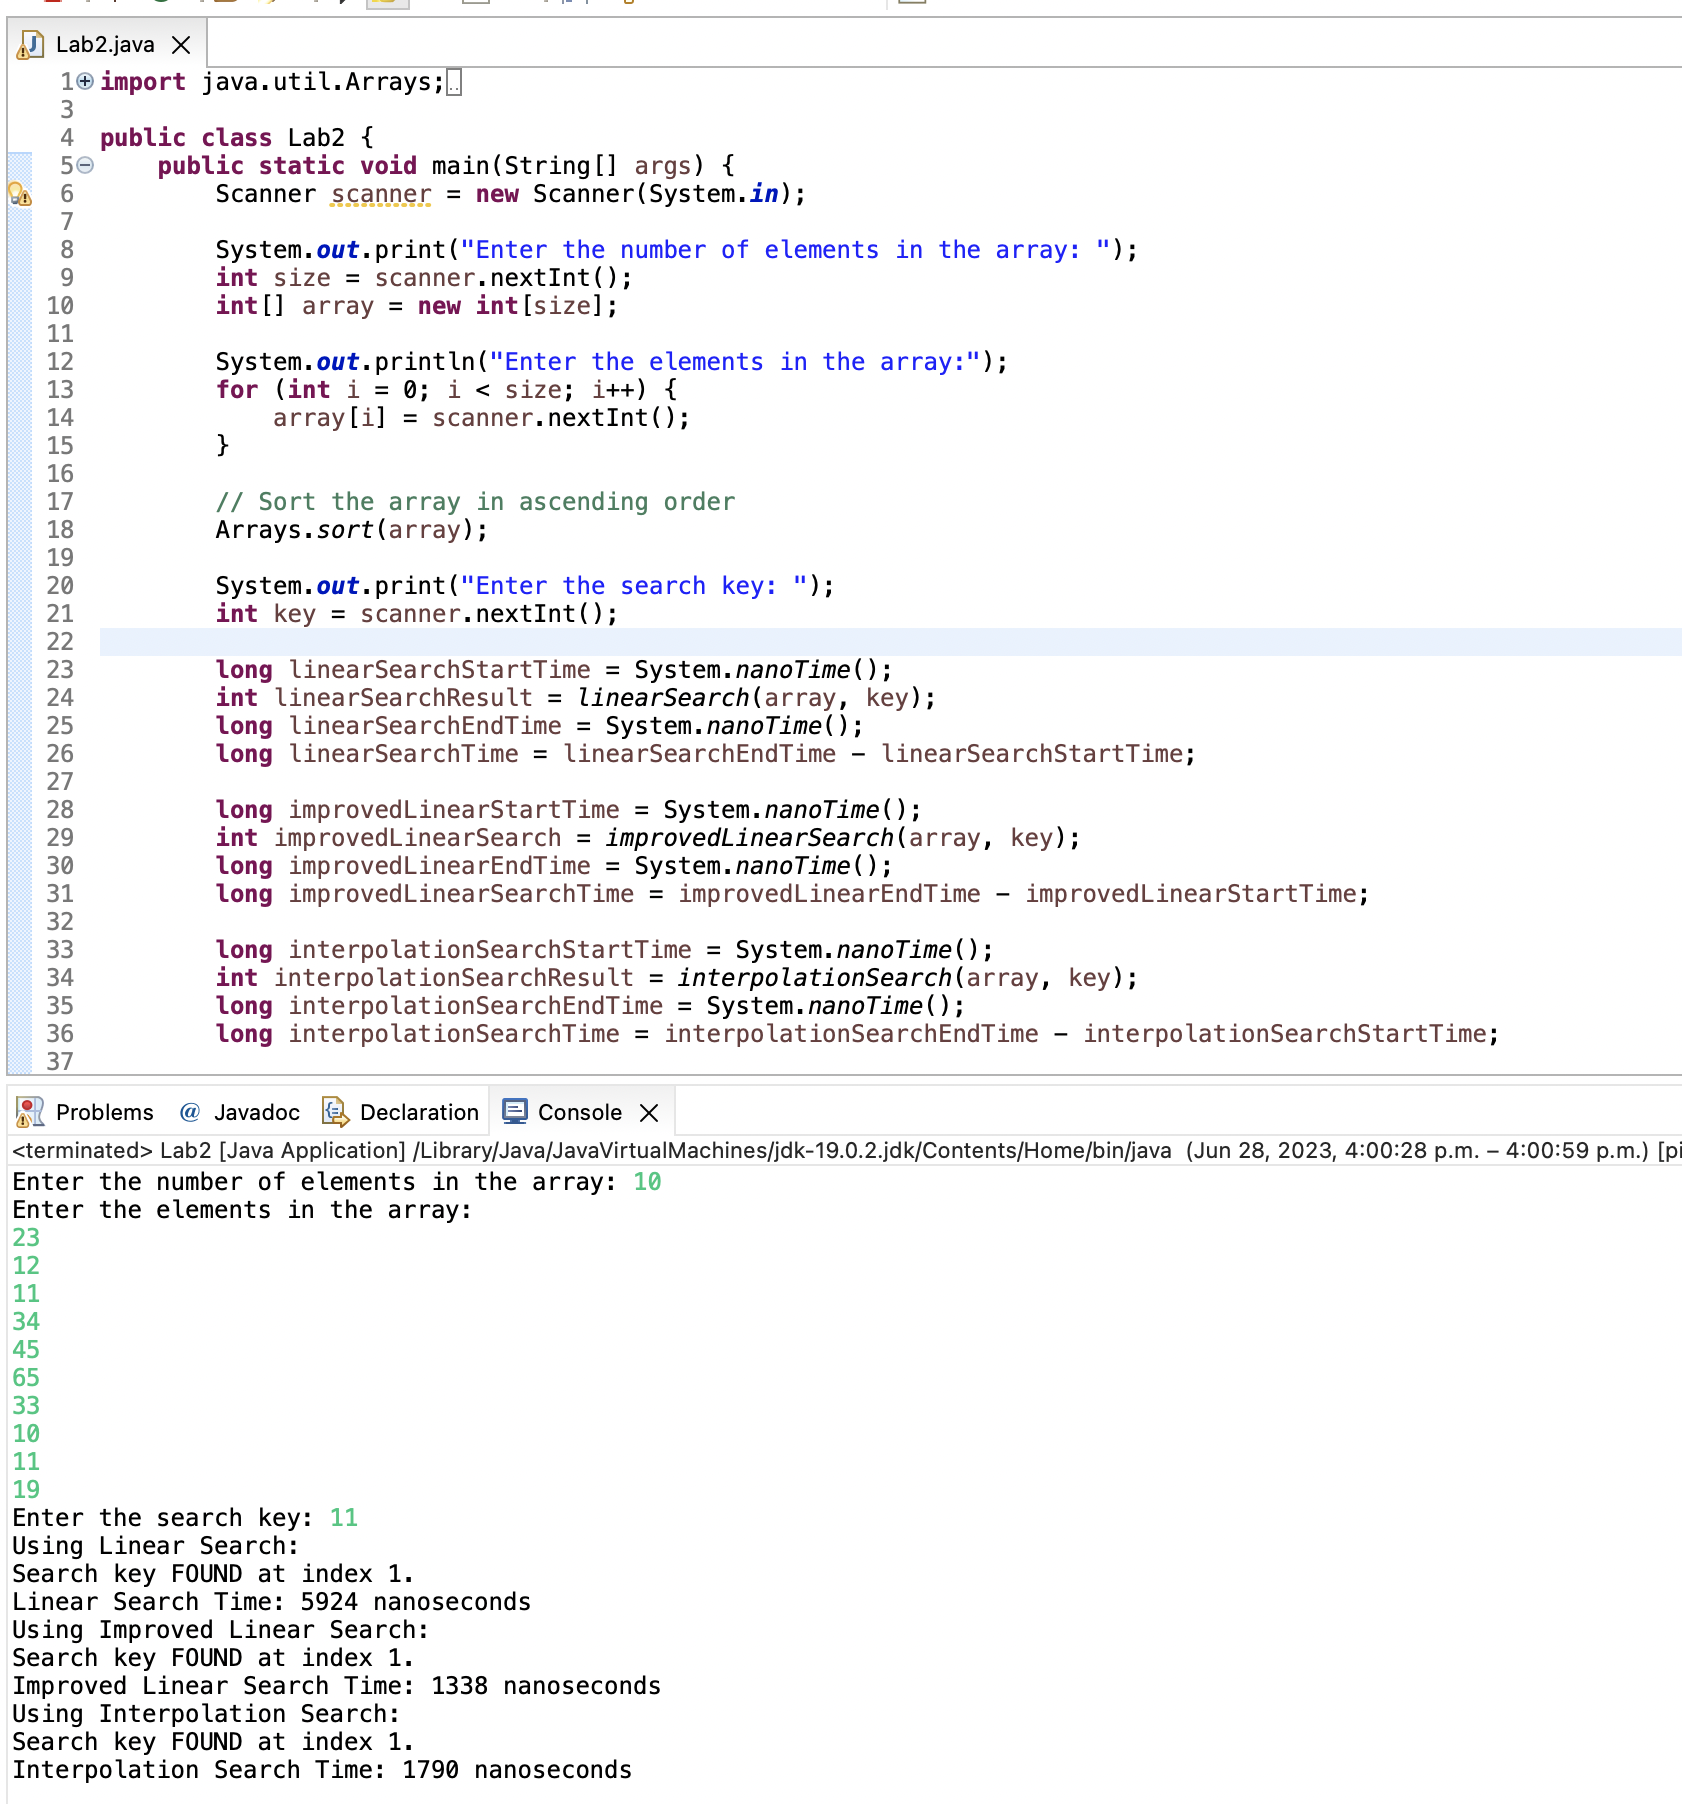 Lab2.java
1 import java.util.Arrays;
3
4 public class Lab2 {
5 public static void main(String[] args) {
6 Scanner scanner = new Scanner(System.in);
7
8 System.out.print("Enter the number of elements in the array: ");
9 int size = scanner.nextInt();
10 int[] array = new int[size];
11
12 System.out.println("Enter the elements in the array:");
13 for (int i = 0; i < size; i++) {
14 array[i] = scanner.nextInt();
15 }
16
17 // Sort the array in ascending order
18 Arrays.sort(array);
19
20 System.out.print("Enter the search key: ");
21 int key = scanner.nextInt();
22
23 long linearSearchStartTime = System.nanoTime();
24 int linearSearchResult = linearSearch(array, key);
25 long linearSearchEndTime = System.nanoTime();
26 long linearSearchTime = linearSearchEndTime - linearSearchStartTime;
27
28 long improvedLinearStartTime = System.nanoTime();
29 int improvedLinearSearch = improvedLinearSearch(array, key);
30 long improvedLinearEndTime = System.nanoTime();
31 long improvedLinearSearchTime = improvedLinearEndTime - improvedLinearStartTime;
32
33 long interpolationSearchStartTime = System.nanoTime();
34 int interpolationSearchResult = interpolationSearch(array, key);
35 long interpolationSearchEndTime = System.nanoTime();
36 long interpolationSearchTime = interpolationSearchEndTime - interpolationSearchStartTime;
37
Problems @ Javadoc Declaration Console
<terminated> Lab2 [Java Application] /Library/Java/JavaVirtualMachines/jdk-19.0.2.jdk/Contents/Home/bin/java (Jun 28, 2023, 4:00:28 p.m. – 4:00:59 p.m.) [pi
Enter the number of elements in the array: 10
Enter the elements in the array:
23
12
11
34
45
65
33
10
11
19
Enter the search key: 11
Using Linear Search:
Search key FOUND at index 1.
Linear Search Time: 5924 nanoseconds
Using Improved Linear Search:
Search key FOUND at index 1.
Improved Linear Search Time: 1338 nanoseconds
Using Interpolation Search:
Search key FOUND at index 1.
Interpolation Search Time: 1790 nanoseconds